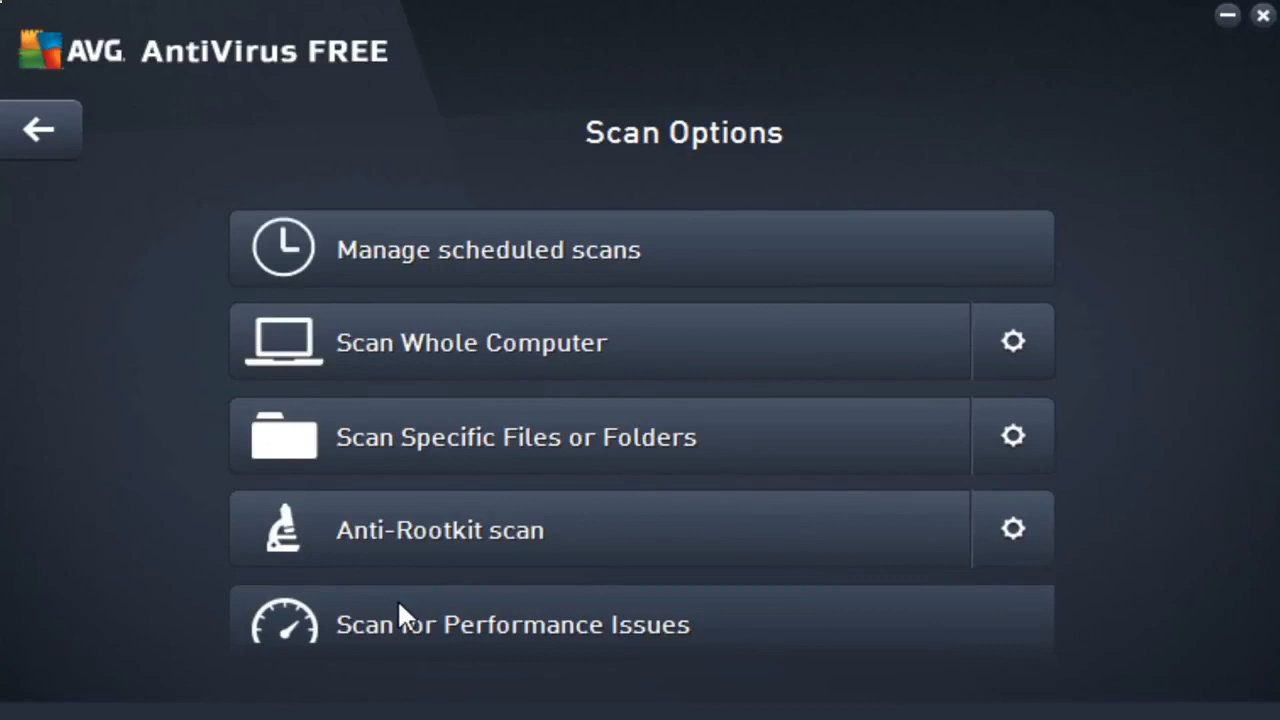 AVG. AntiVirus FREE
Scan Options
Manage scheduled scans
Scan Whole Computer
Scan Specific Files or Folders
Anti-Rootkit scan
Scan for Performance Issues